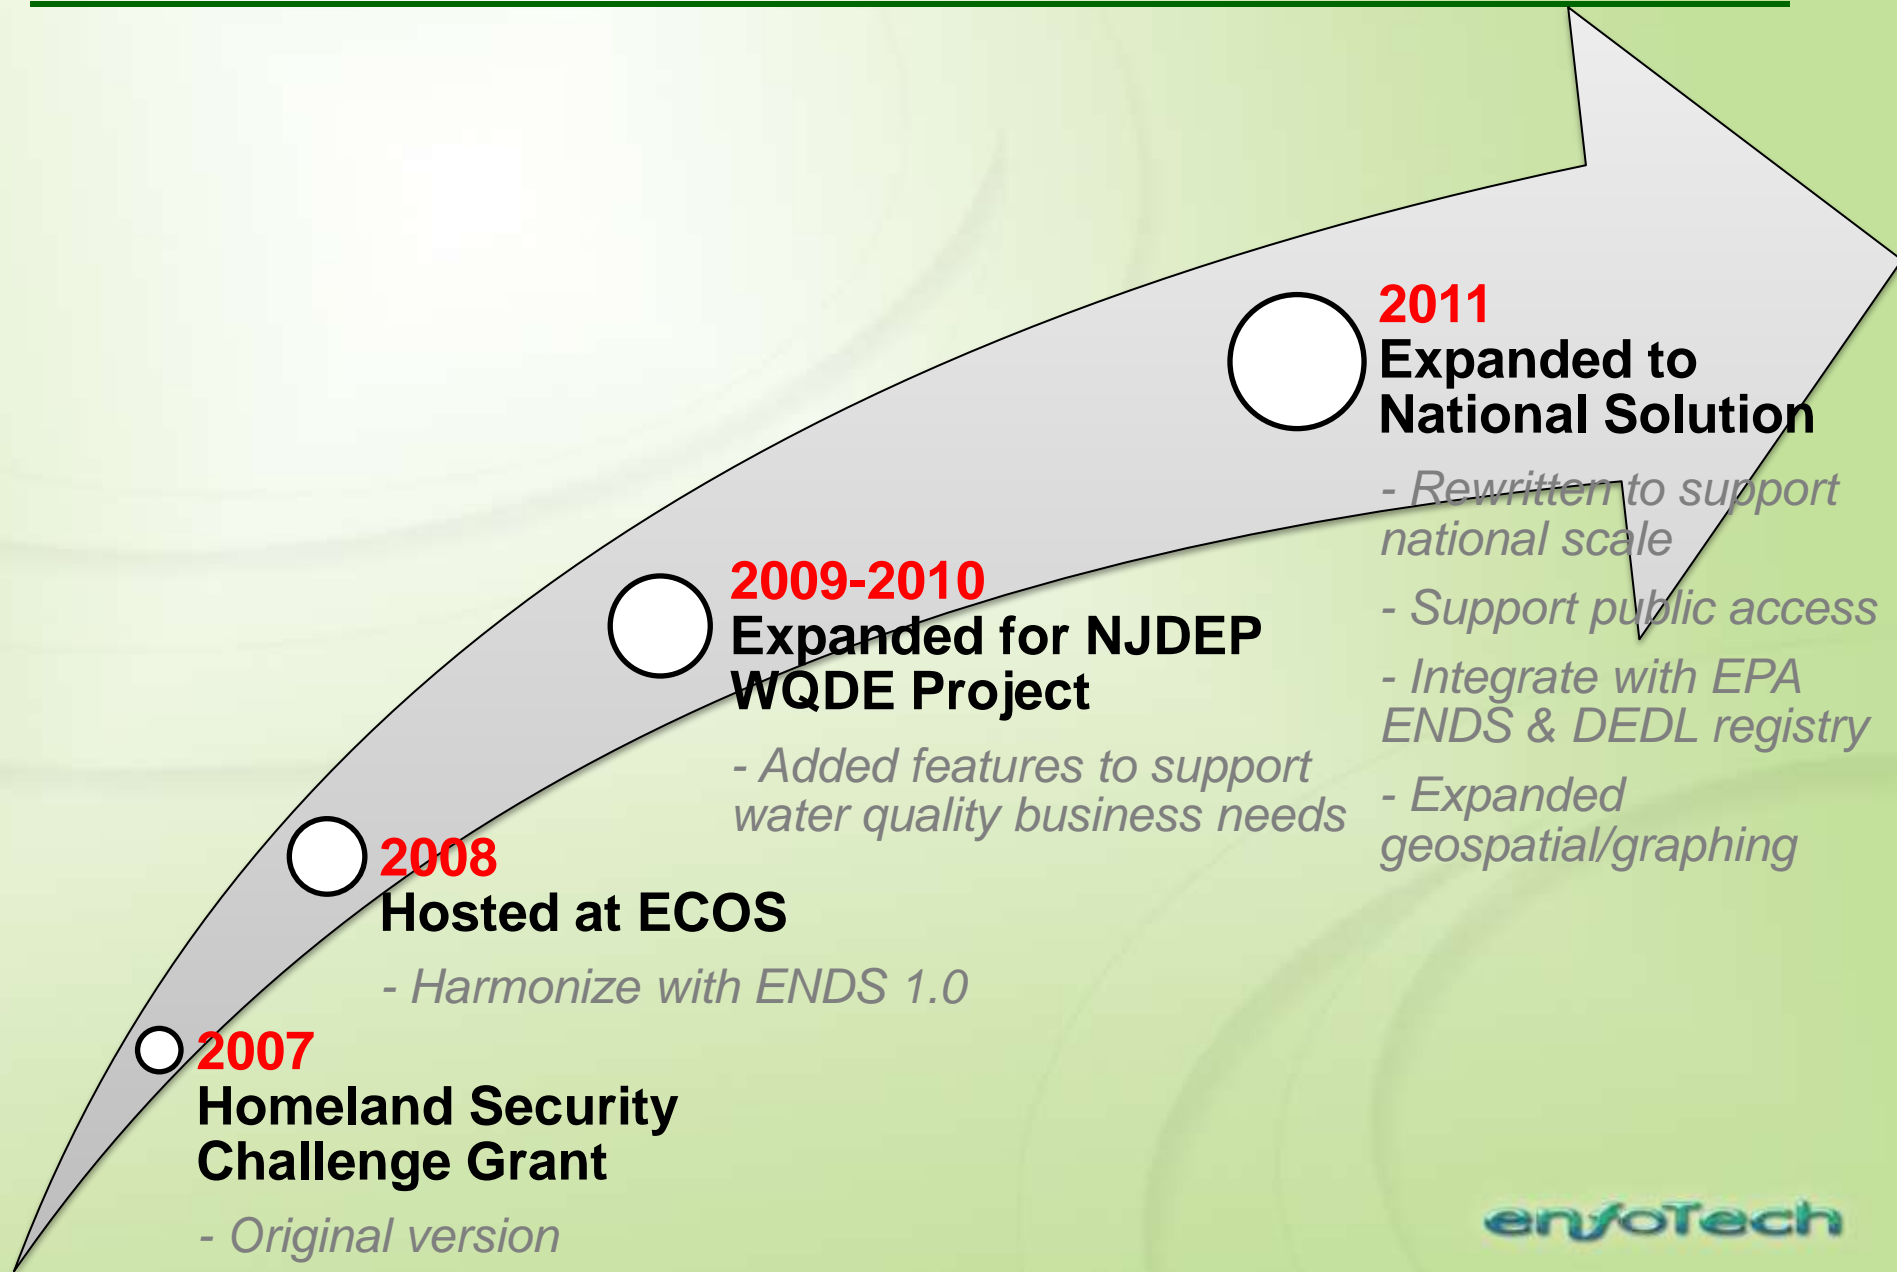 2011
Expanded to
National Solution
- Rewritten to support
national scale
- Support public access
- Integrate with EPA
ENDS & DEDL registry
- Expanded
geospatial/graphing
2009-2010
Expanded for NJDEP
WQDE Project
- Added features to support
water quality business needs
2008
Hosted at ECOS
- Harmonize with ENDS 1.0
2007
Homeland Security
Challenge Grant
- Original version
enfoTech